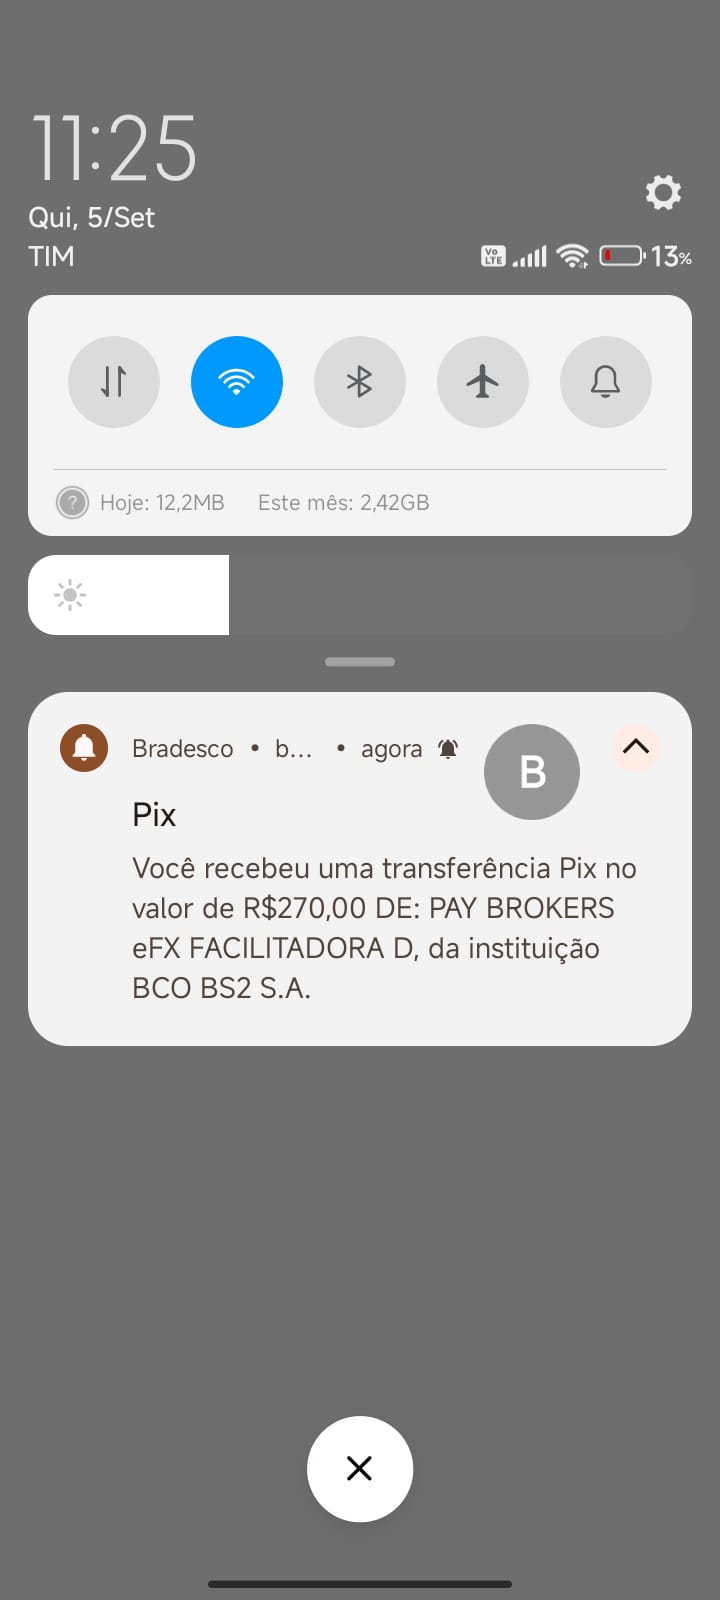 11:25
Qui, 5/Set
TIM
Vo
LTE
13%
Hoje: 12,2MB Este mês: 2,42GB
Bradesco • b... • agora
B
Pix
Você recebeu uma transferência Pix no
valor de R$270,00 DE: PAY BROKERS
eFX FACILITADORA D, da instituição
BCO BS2 S.A.